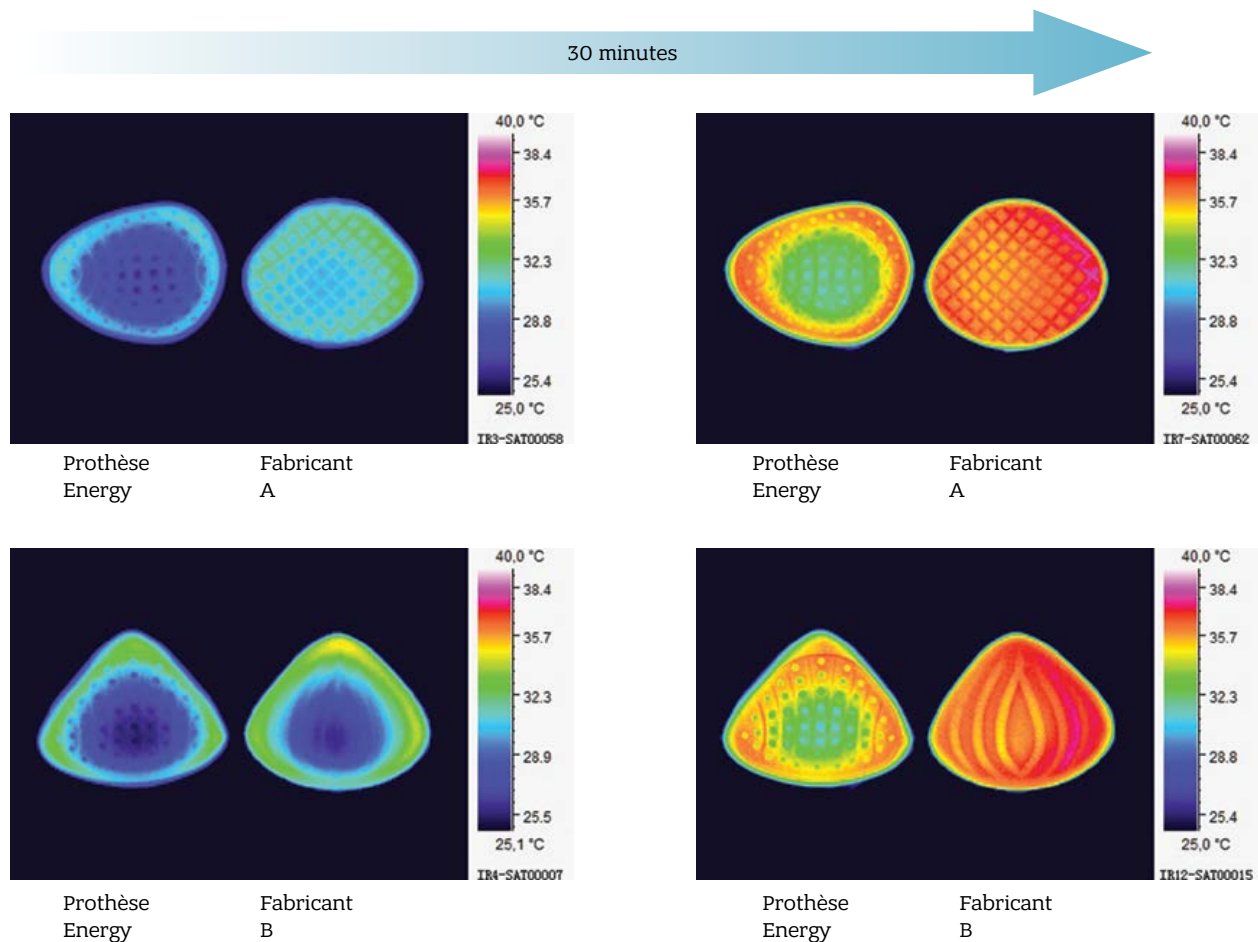 30 minutes
40,0 °C
38.4
35.7
32.3
28.8
25.4
25,0 °C
IR3-SAT00058
Prothèse
Energy
Fabricant
A
40,0 °C
38.4
35.7
32.3
28.8
25.4
25,0 °C
IR7-SAT00062
Prothèse
Energy
Fabricant
A
40,0 °C
38.4
35.7
32.3
28.9
25.5
25,1 °C
IR4-SAT00007
Prothèse
Energy
Fabricant
B
40,0 °C
38.4
35.7
32.3
28.8
25.4
25,0 °C
IR12-SAT00015
Prothèse
Energy
Fabricant
B